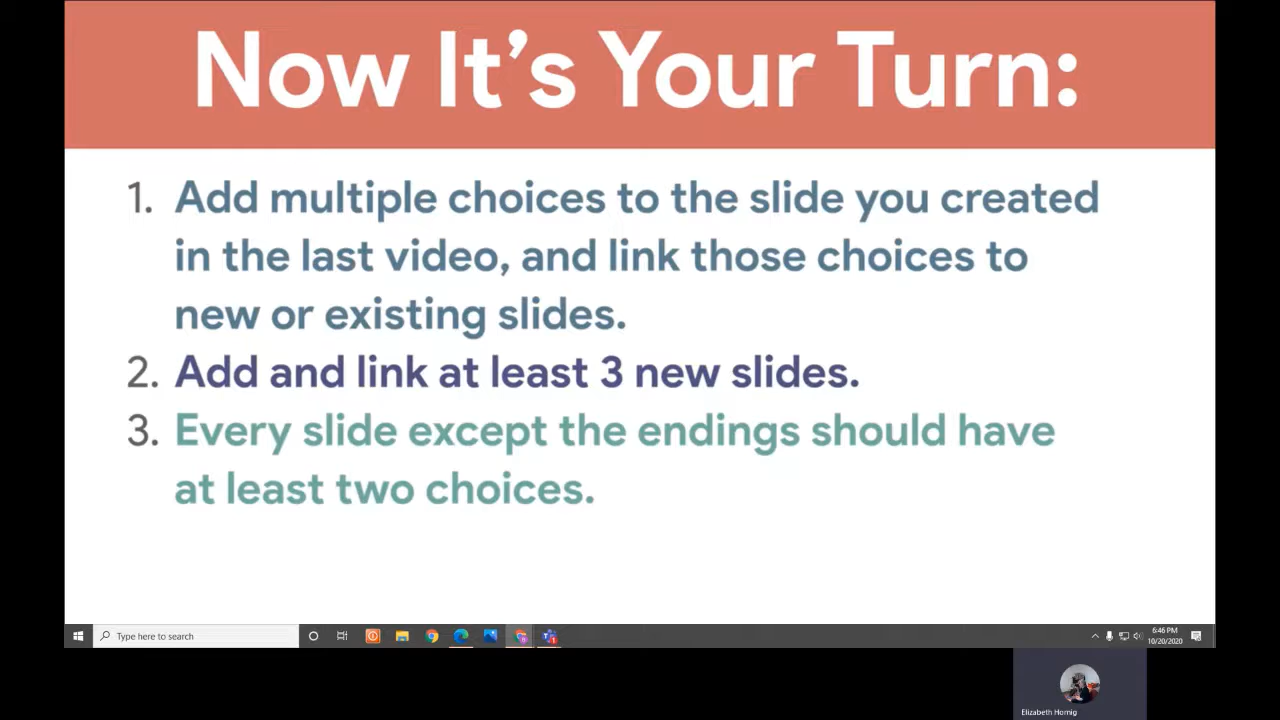 Now It's Your Turn:
1. Add multiple choices to the slide you created
in the last video, and link those choices to
new or existing slides.
2. Add and link at least 3 new slides.
3. Every slide except the endings should have
at least two choices.
Type here to search
6:46 PM
10/20/2020
Elizabeth Hornig